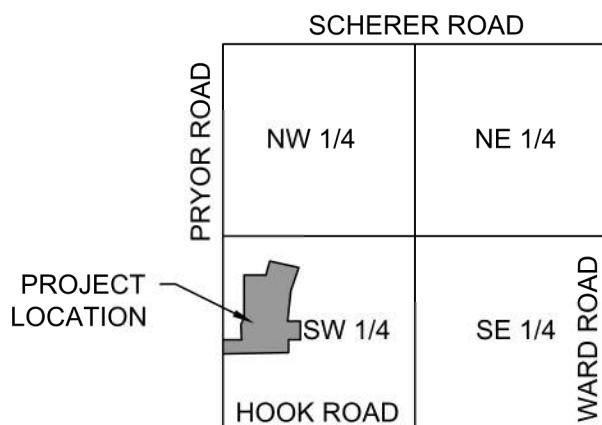 SCHERER ROAD
PRYOR ROAD
NW 1/4
NE 1/4
PROJECT
LOCATION
SW 1/4
SE 1/4
WARD ROAD
HOOK ROAD